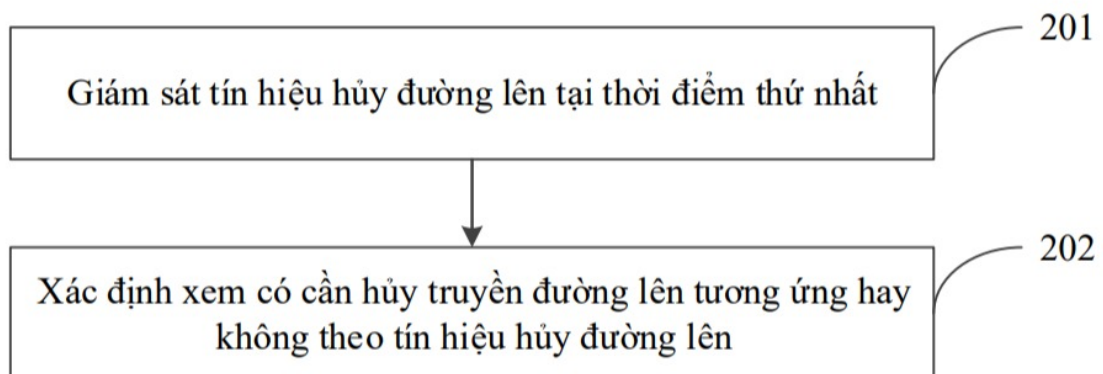 201
Giám sát tín hiệu hủy đường lên tại thời điểm thứ nhất
202
Xác định xem có cần hủy truyền đường lên tương ứng hay
không theo tín hiệu hủy đường lên